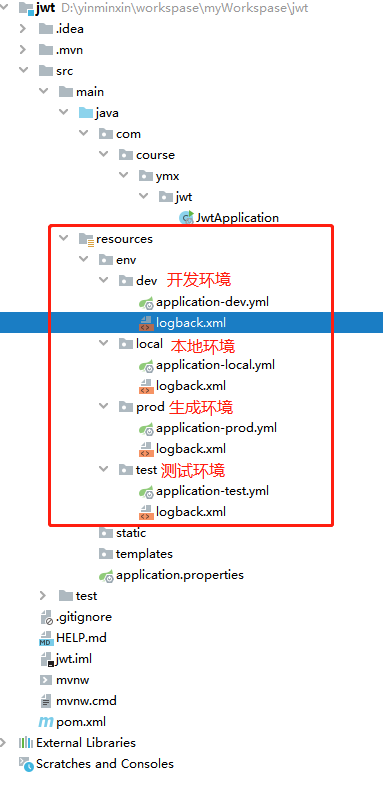 jwt D:\yinminxin\workspase\myWorkspase\jwt
.idea
.mvn
src
main
java
com
course
ymx
jwt
JwtApplication
resources
env
dev 开发环境
application-dev.yml
logback.xml
local 本地环境
application-local.yml
logback.xml
prod 生成环境
application-prod.yml
logback.xml
test 测试环境
application-test.yml
logback.xml
static
templates
application.properties
test
.gitignore
HELP.md
jwt.iml
mvnw
mvnw.cmd
pom.xml
External Libraries
Scratches and Consoles